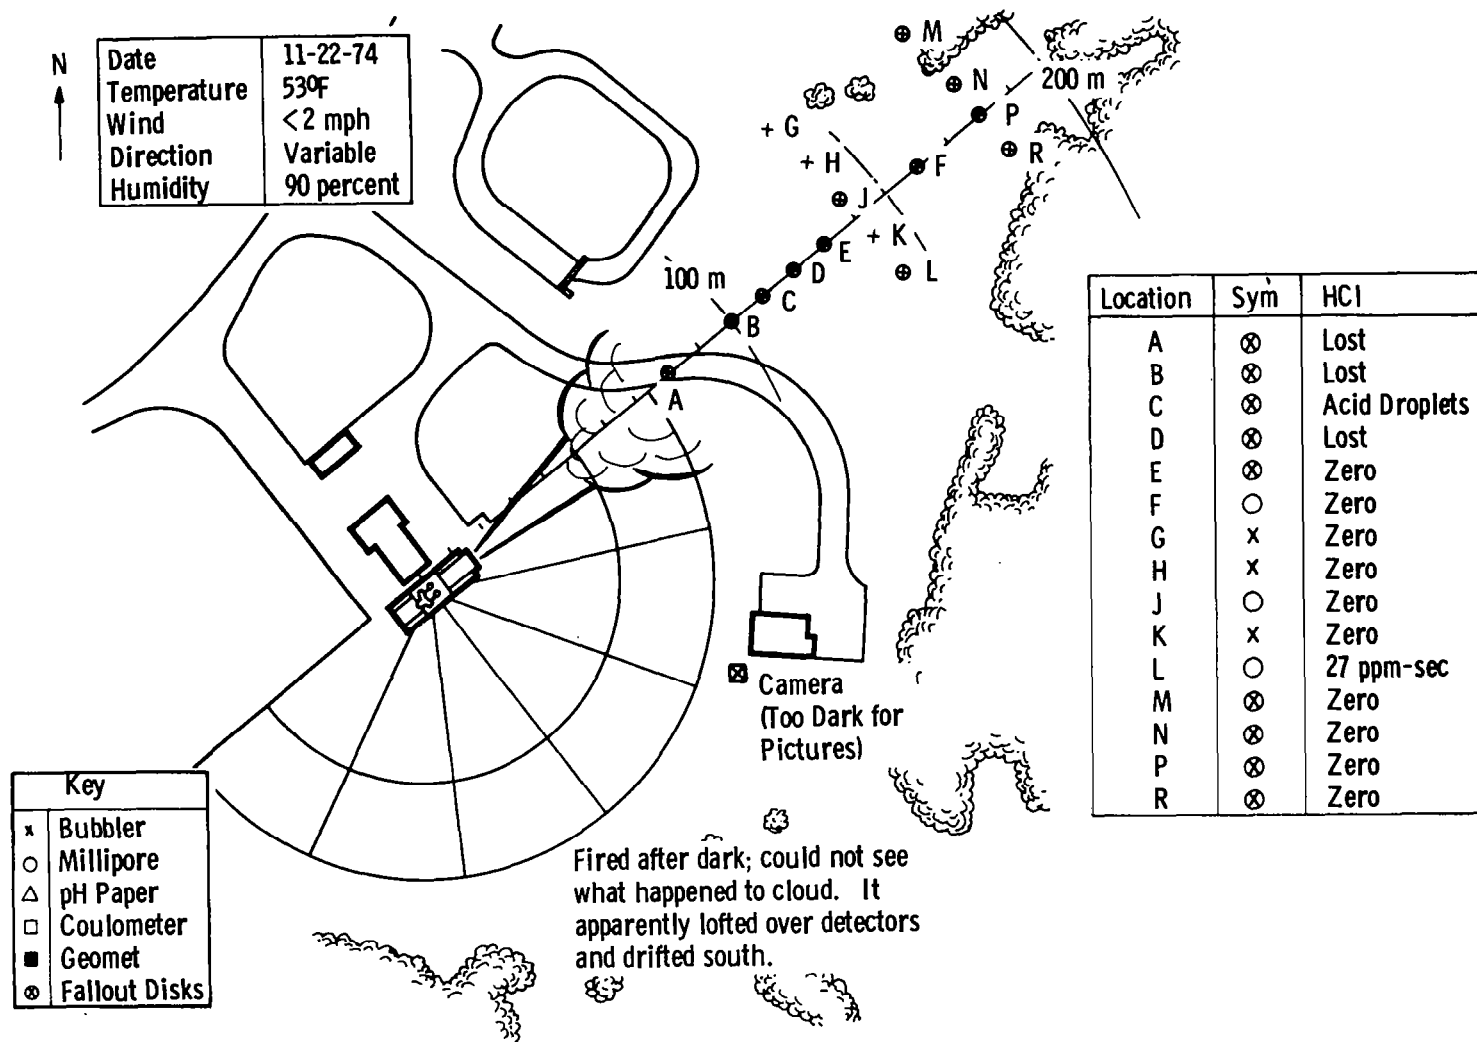 N
Date 11-22-74
Temperature 53ºF
Wind <2 mph
Direction Variable
Humidity 90 percent
M
N
200 m
P
R
G
H
F
J
K
E
L
D
100 m
C
B
A
Location Sym HCl
A ⊗ Lost
B ⊗ Lost
C ⊗ Acid Droplets
D ⊗ Lost
E ⊗ Zero
F ○ Zero
G x Zero
H x Zero
J ○ Zero
K x Zero
L ○ 27 ppm-sec
M ⊗ Zero
N ⊗ Zero
P ⊗ Zero
R ⊗ Zero
Camera
(Too Dark for
Pictures)
Key
x Bubbler
○ Millipore
△ pH Paper
□ Coulometer
■ Geomet
⊗ Fallout Disks
Fired after dark; could not see
what happened to cloud. It
apparently lofted over detectors
and drifted south.